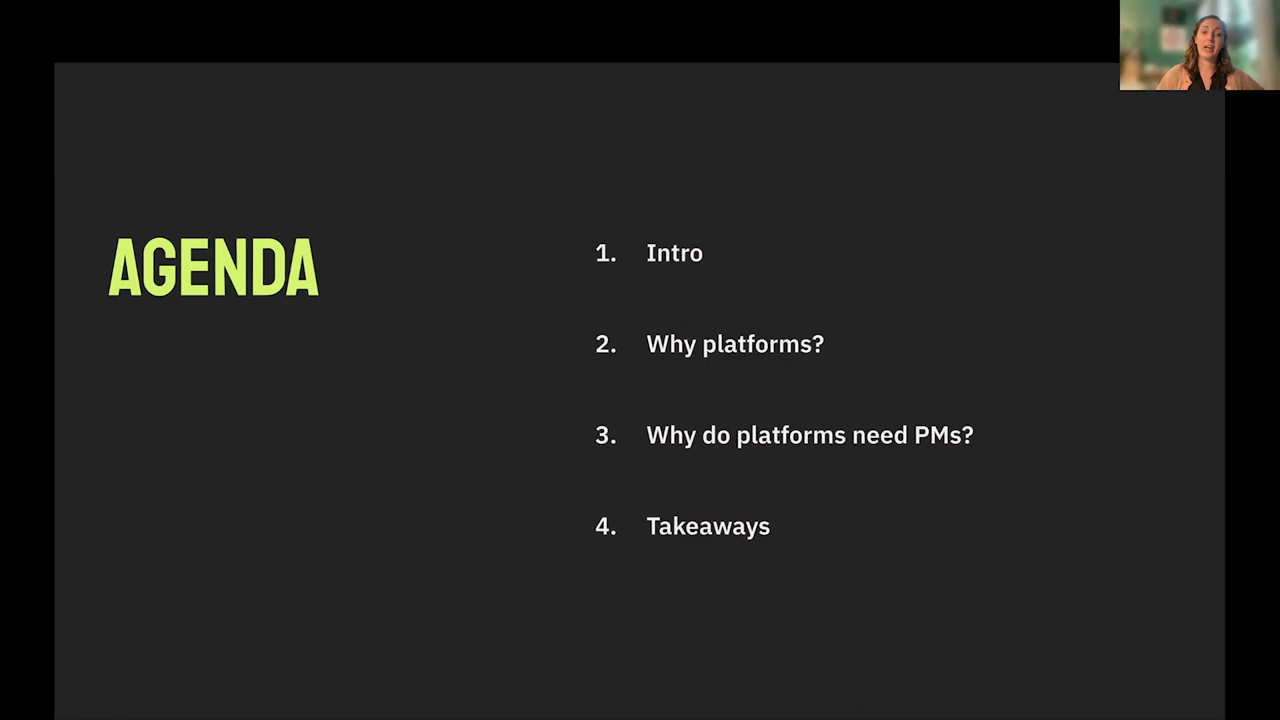 AGENDA
1. Intro
2. Why platforms?
3. Why do platforms need PMs?
4. Takeaways